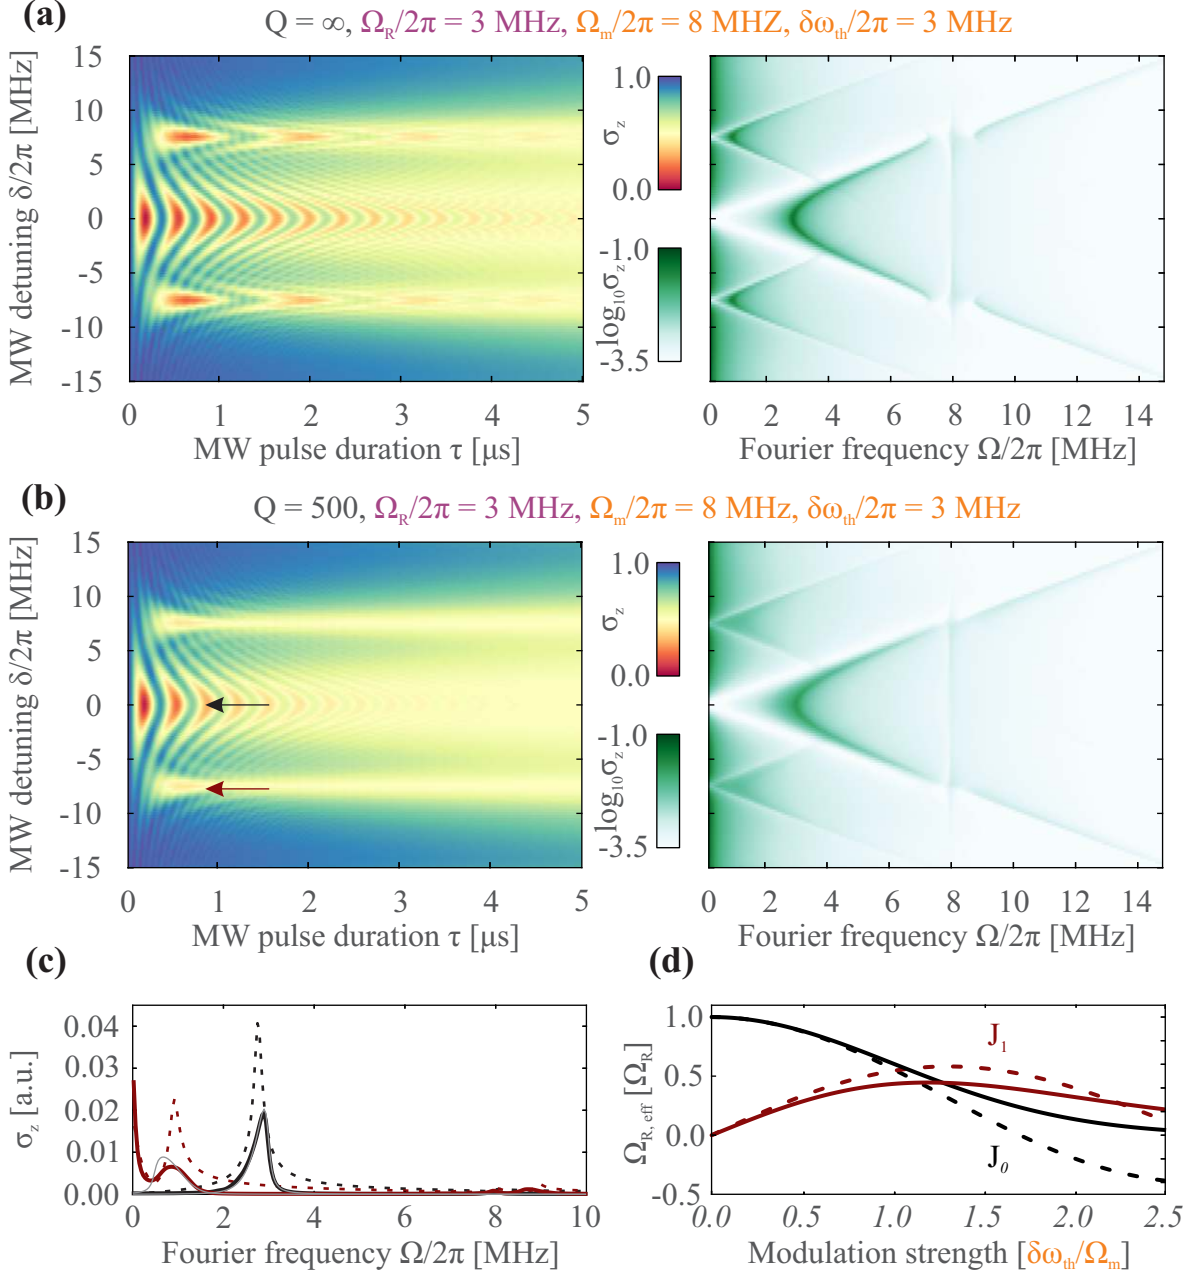 (a)
Q = ∞, Ω_R/2π = 3 MHz, Ω_m/2π = 8 MHZ, δω_th/2π = 3 MHz
MW detuning δ/2π [MHz]
15
10
5
0
-5
-10
-15
0 1 2 3 4 5
MW pulse duration τ [μs]
1.0
σ_z
0.0
-1.0
-log₁₀σ_z
-3.5
0 2 4 6 8 10 12 14
Fourier frequency Ω/2π [MHz]
(b)
Q = 500, Ω_R/2π = 3 MHz, Ω_m/2π = 8 MHz, δω_th/2π = 3 MHz
MW detuning δ/2π [MHz]
15
10
5
0
-5
-10
-15
0 1 2 3 4 5
MW pulse duration τ [μs]
1.0
σ_z
0.0
-1.0
-log₁₀σ_z
-3.5
0 2 4 6 8 10 12 14
Fourier frequency Ω/2π [MHz]
(c)
σ_z [a.u.]
0.04
0.03
0.02
0.01
0.00
0 2 4 6 8 10
Fourier frequency Ω/2π [MHz]
(d)
Ω_R, eff [Ω_R]
1.0
0.5
0.0
-0.5
J₁
J₀
0.0 0.5 1.0 1.5 2.0 2.5
Modulation strength [δω_th/Ω_m]